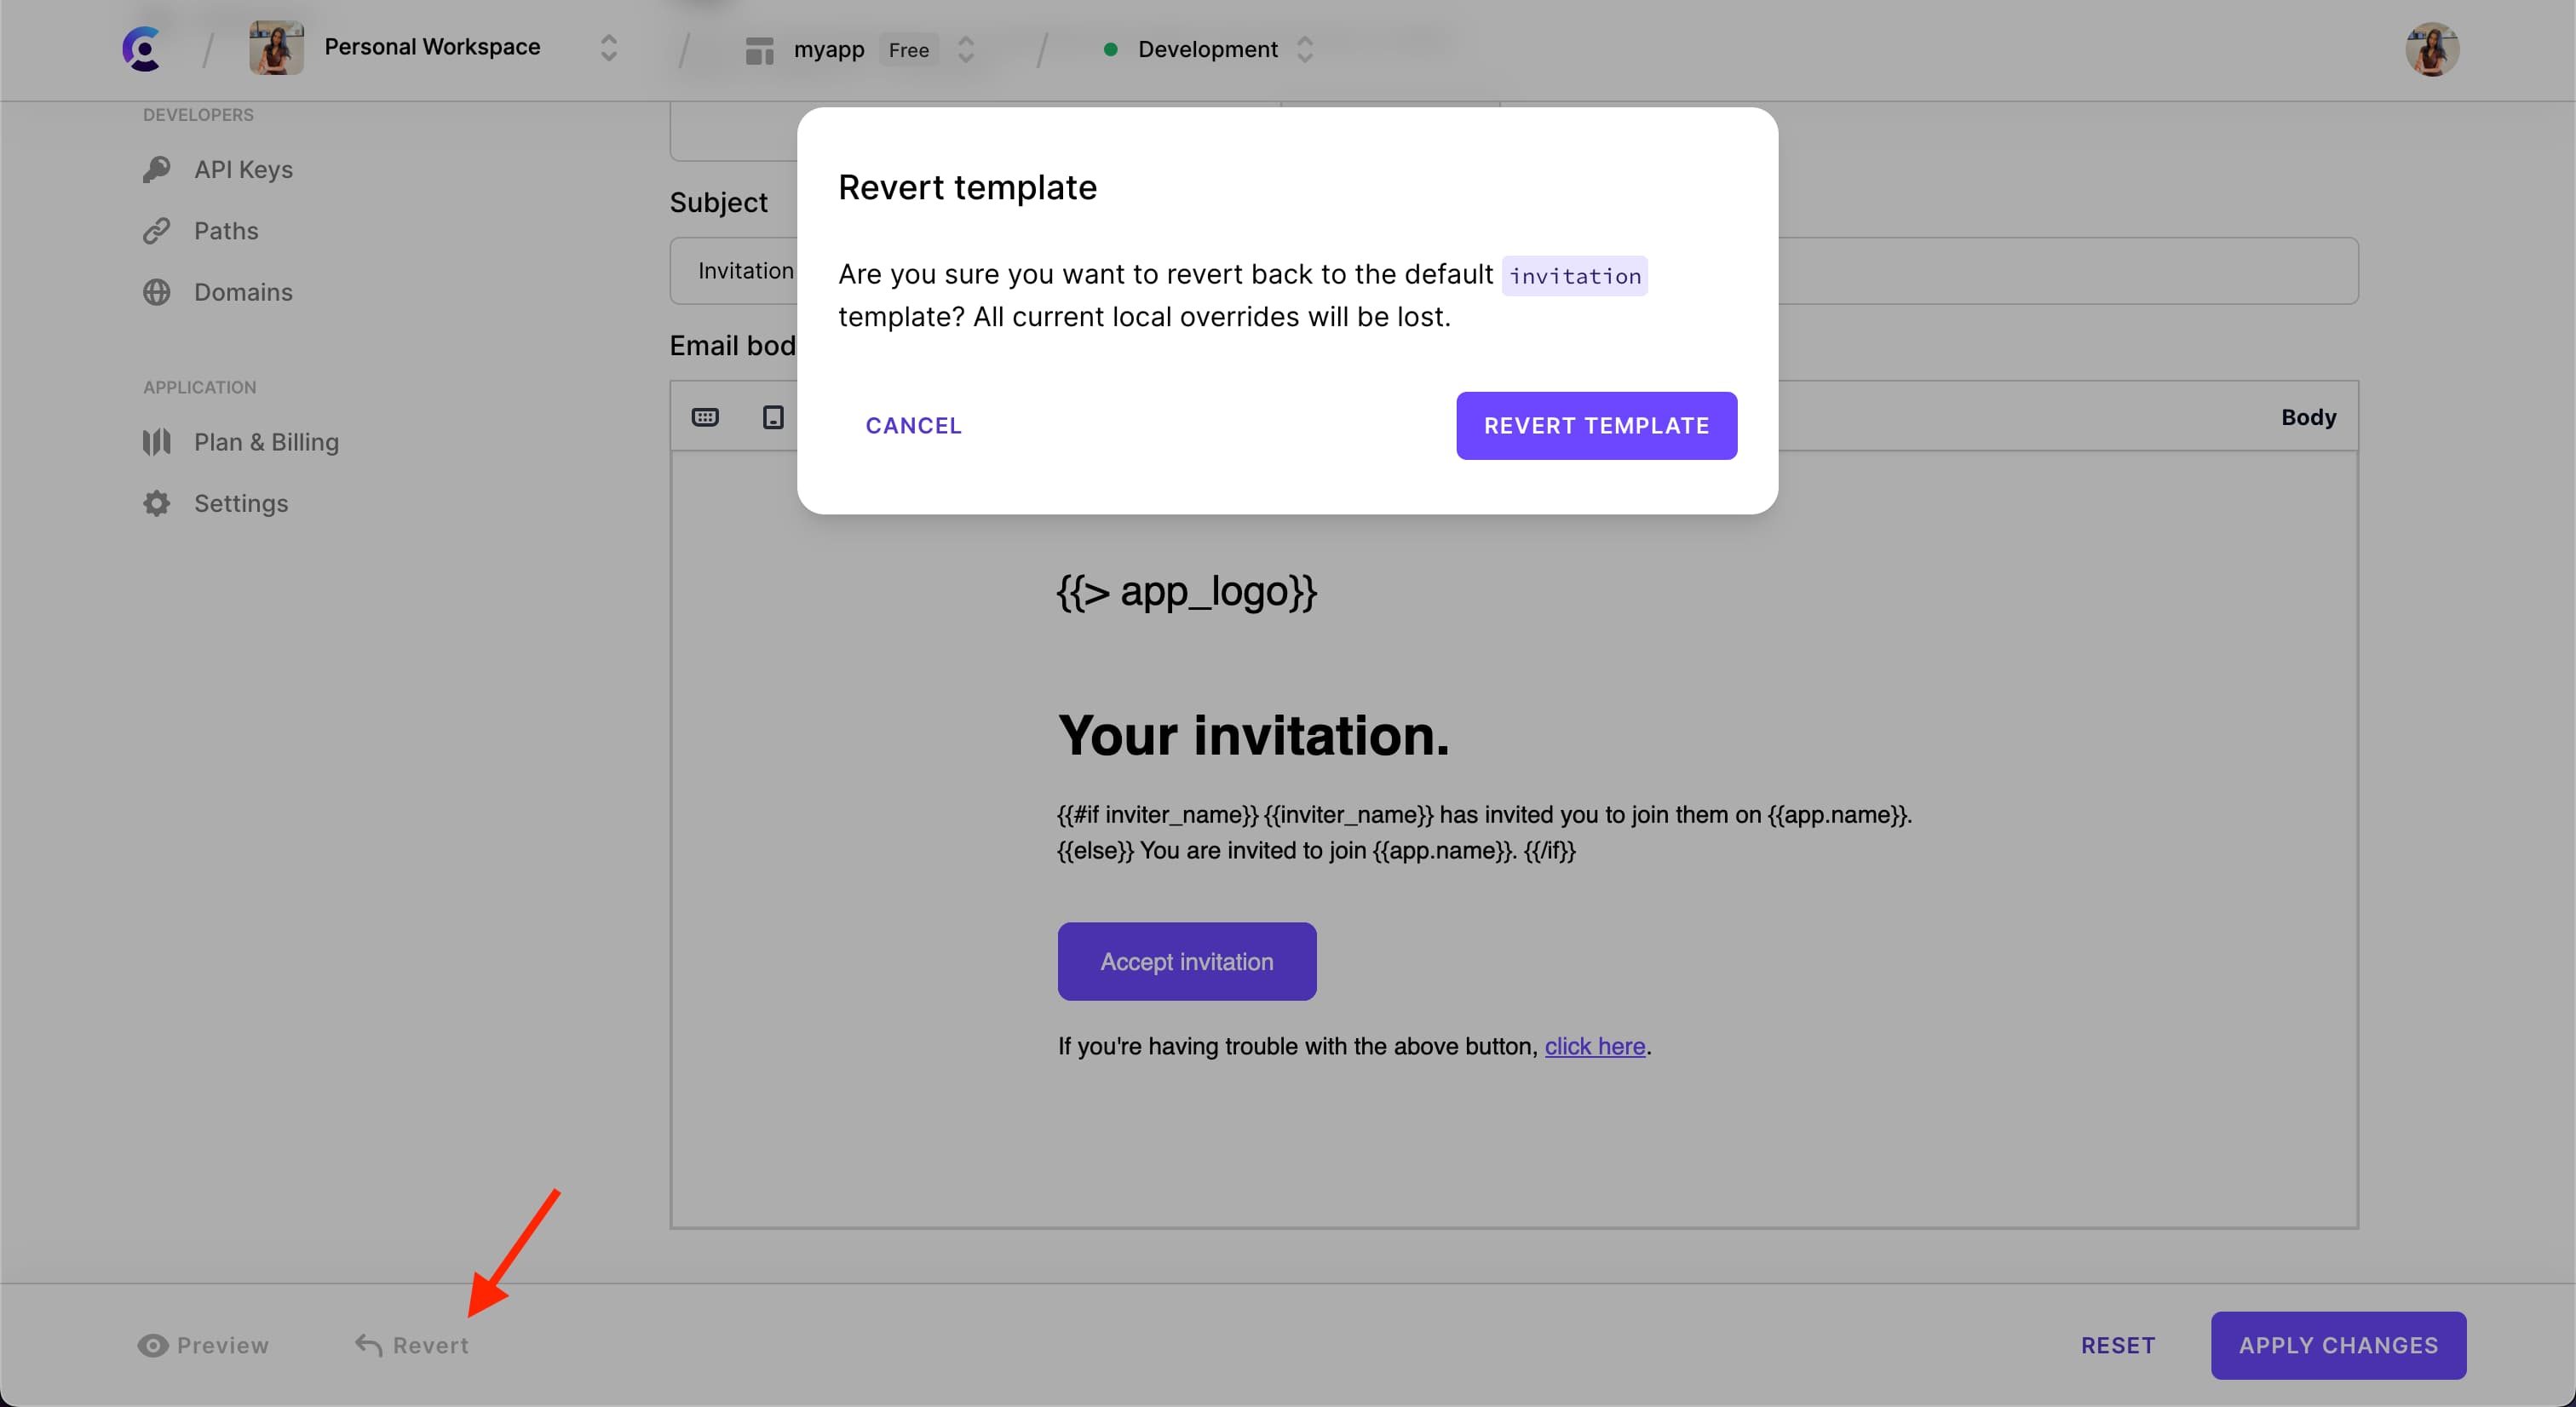 Personal Workspace
myapp Free
Development
DEVELOPERS
API Keys
Paths
Domains
APPLICATION
Plan & Billing
Settings
Subject
Invitation
Email bod
Body
Revert template
Are you sure you want to revert back to the default invitation
template? All current local overrides will be lost.
CANCEL
REVERT TEMPLATE
{{> app_logo}}
Your invitation.
{{#if inviter_name}} {{inviter_name}} has invited you to join them on {{app.name}}.
{{else}} You are invited to join {{app.name}}. {{/if}}
Accept invitation
If you're having trouble with the above button, click here.
Preview
Revert
RESET
APPLY CHANGES